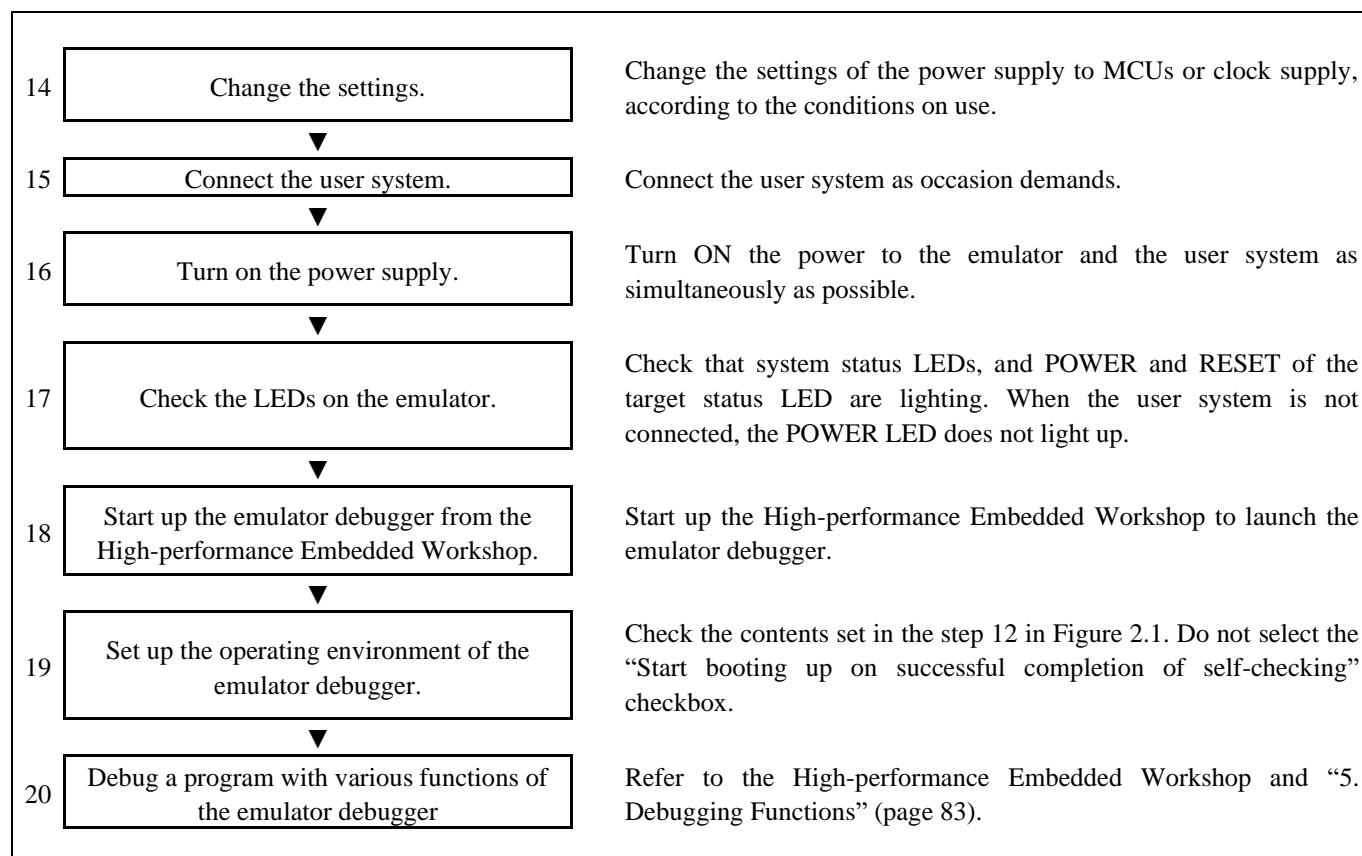 14
Change the settings.
Change the settings of the power supply to MCUs or clock supply,
according to the conditions on use.
▼
15
Connect the user system.
Connect the user system as occasion demands.
▼
16
Turn on the power supply.
Turn ON the power to the emulator and the user system as
simultaneously as possible.
▼
17
Check the LEDs on the emulator.
Check that system status LEDs, and POWER and RESET of the
target status LED are lighting. When the user system is not
connected, the POWER LED does not light up.
▼
18
Start up the emulator debugger from the
High-performance Embedded Workshop.
Start up the High-performance Embedded Workshop to launch the
emulator debugger.
▼
19
Set up the operating environment of the
emulator debugger.
Check the contents set in the step 12 in Figure 2.1. Do not select the
“Start booting up on successful completion of self-checking”
checkbox.
▼
20
Debug a program with various functions of
the emulator debugger
Refer to the High-performance Embedded Workshop and “5.
Debugging Functions” (page 83).